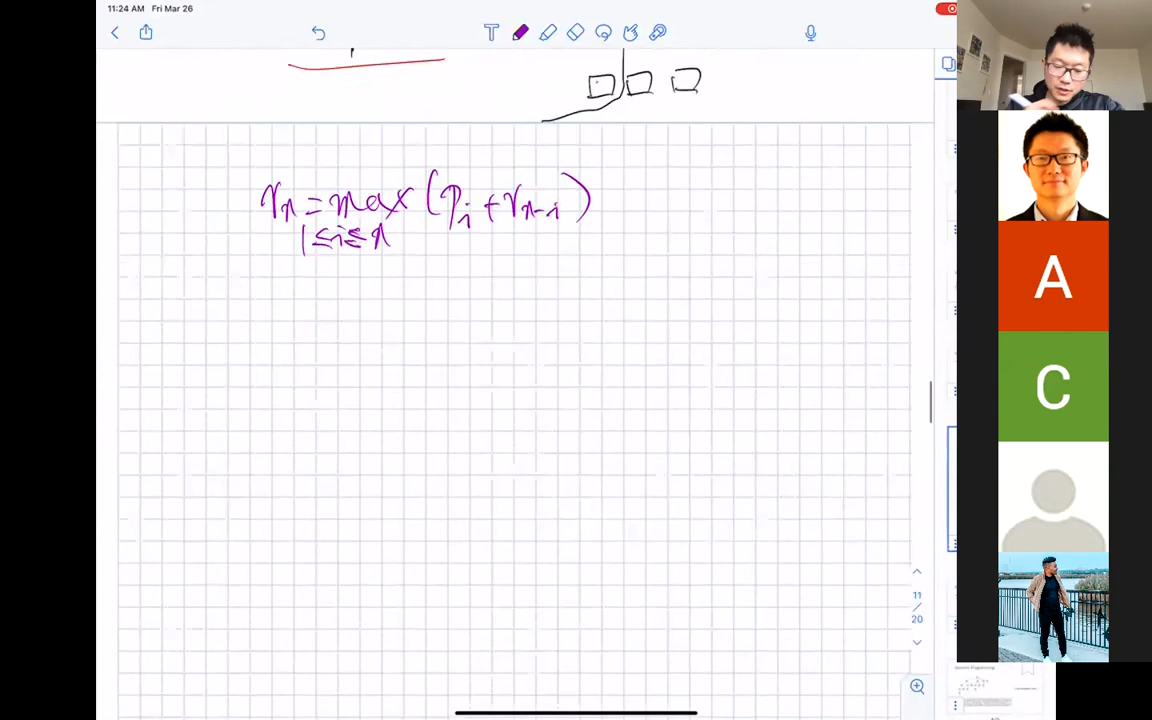 11:24 AM Fri Mar 26
T
rₙ = max (pᵢ + rₙ₋ᵢ)
1 ≤ i ≤ n
A
C
11
/
20